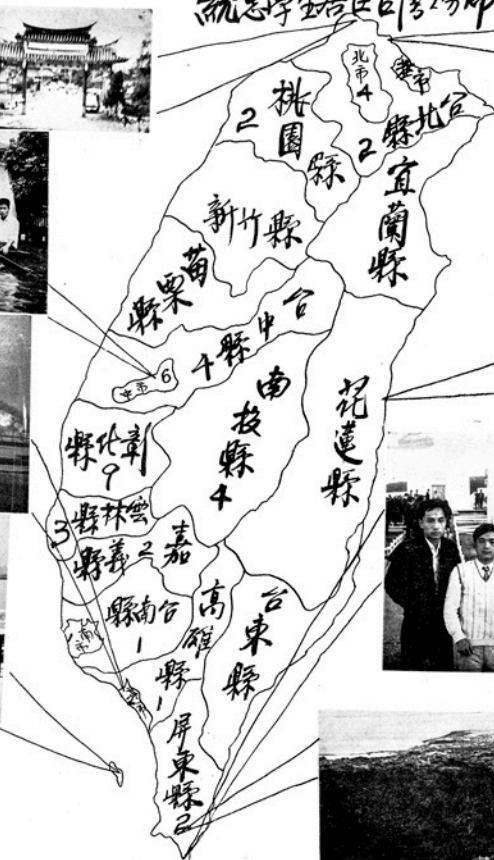 北市 4
台北縣 2
桃園縣 2
宜蘭縣
新竹縣
苗栗縣
台中縣 4
中市 6
南投縣 4
花蓮縣
彰化縣 9
雲林縣 3
嘉義縣 2
台南縣 1
南市
高雄縣 1
台東縣
屏東縣 2